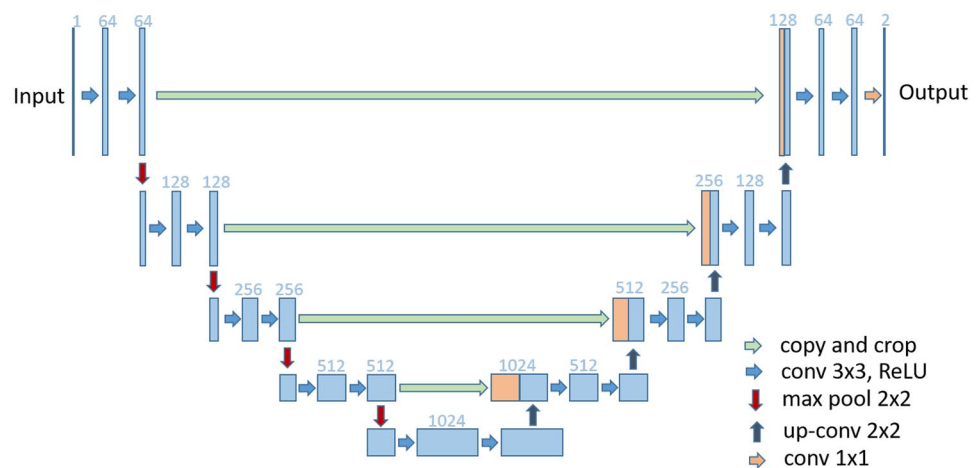 1 64 64 128 64 64 2
Input Output
128 128 256 128
256 256 512 256
512 512 1024 512
1024
copy and crop
conv 3x3, ReLU
max pool 2x2
up-conv 2x2
conv 1x1